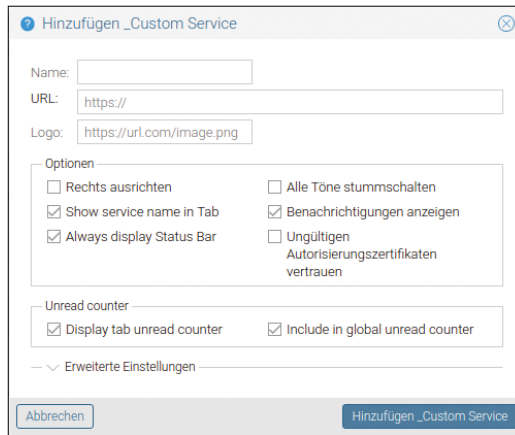 Hinzufügen _Custom Service
Name:
URL: https://
Logo: https://url.com/image.png
Optionen
Rechts ausrichten
Alle Töne stummschalten
Show service name in Tab
Benachrichtigungen anzeigen
Always display Status Bar
Ungültigen
Autorisierungszertifikaten
vertrauen
Unread counter
Display tab unread counter
Include in global unread counter
Erweiterte Einstellungen
Abbrechen
Hinzufügen _Custom Service